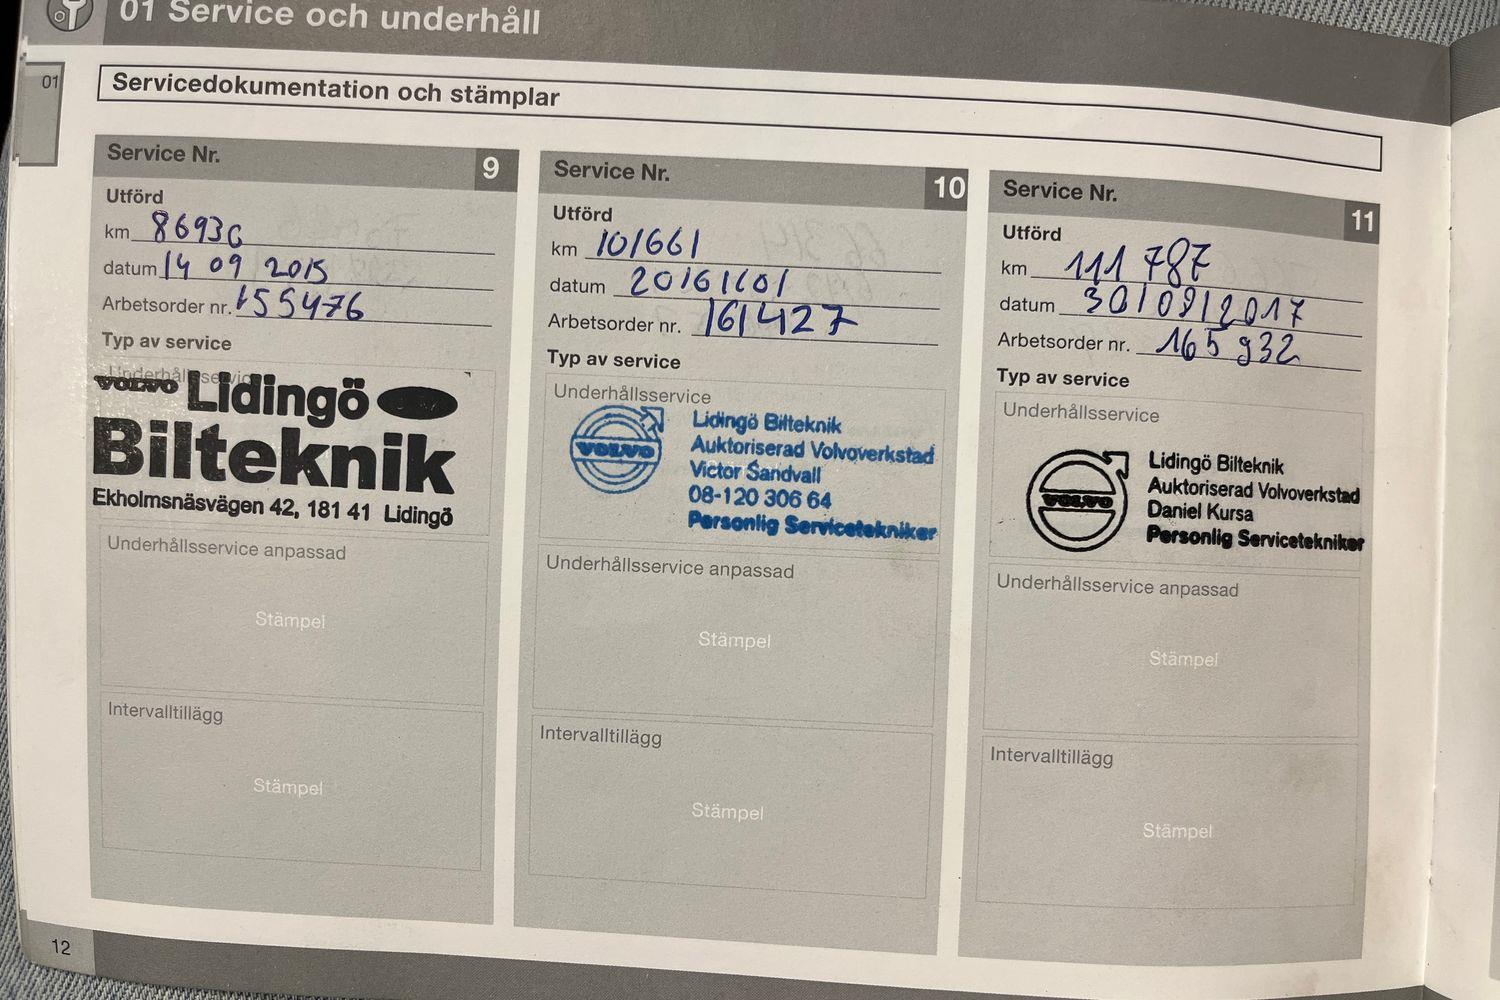 01 Service och underhåll
01
Servicedokumentation och stämplar
Service Nr. 9
Utförd
km 86936
datum 14 09 2015
Arbetsorder nr. 155476
Typ av service
Underhållsservice
VOLVO Lidingö
Bilteknik
Ekholmsnäsvägen 42, 181 41 Lidingö
Underhållsservice anpassad
Stämpel
Intervalltillägg
Stämpel
Service Nr. 10
Utförd
km 101661
datum 20161101
Arbetsorder nr. 161427
Typ av service
Underhållsservice
VOLVO
Lidingö Bilteknik
Auktoriserad Volvoverkstad
Victor Sandvall
08-120 306 64
Personlig Servicetekniker
Underhållsservice anpassad
Stämpel
Intervalltillägg
Stämpel
Service Nr. 11
Utförd
km 111 787
datum 30/09/2017
Arbetsorder nr. 165932
Typ av service
Underhållsservice
VOLVO
Lidingö Bilteknik
Auktoriserad Volvoverkstad
Daniel Kursa
Personlig Servicetekniker
Underhållsservice anpassad
Stämpel
Intervalltillägg
Stämpel
12